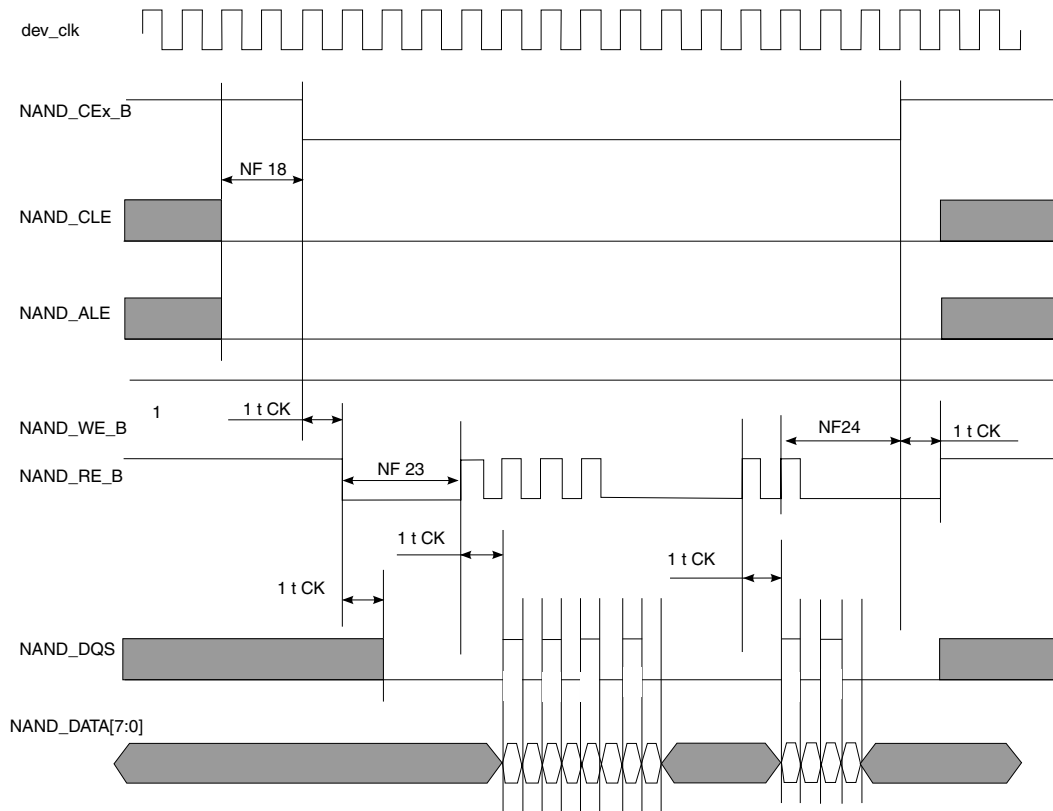 dev_clk
NAND_CEx_B
NF 18
NAND_CLE
NAND_ALE
1
1 t CK
NAND_WE_B
NF24
1 t CK
NF 23
NAND_RE_B
1 t CK
1 t CK
1 t CK
NAND_DQS
NAND_DATA[7:0]